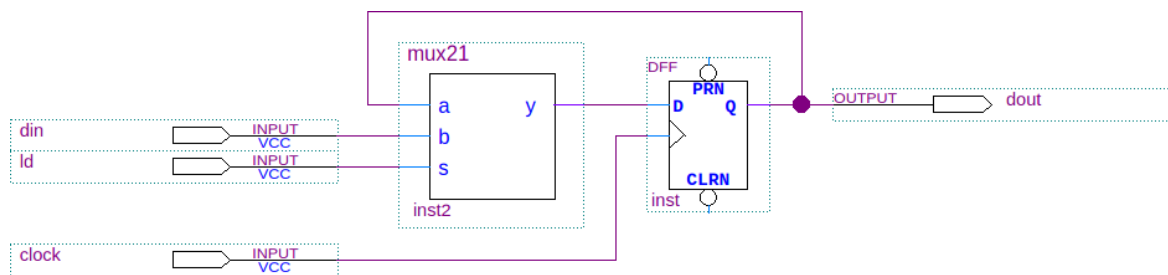 mux21
a
y
b
s
inst2
DFF
PRN
D
Q
CLRN
inst
OUTPUT
dout
din
INPUT
VCC
ld
INPUT
VCC
clock
INPUT
VCC